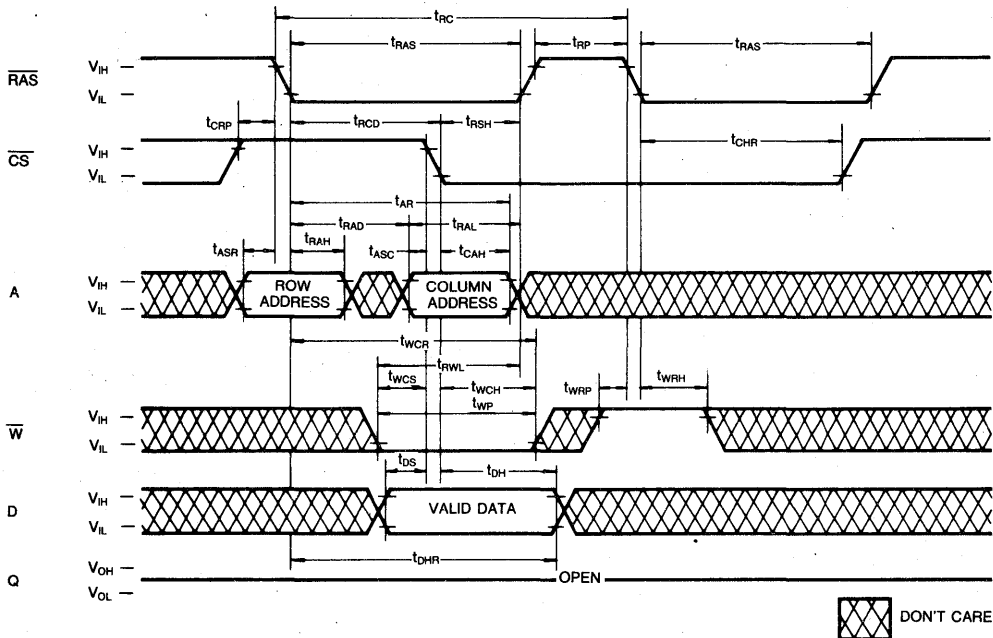 tRC
tRAS
tRP
tRAS
RAS
VIH
VIL
tCRP
tRCD
tRSH
tCHR
CS
VIH
VIL
tAR
tRAD
tRAL
tASR
tRAH
tASC
tCAH
A
VIH
VIL
ROW ADDRESS
COLUMN ADDRESS
tWCR
tRWL
tWCS
tWCH
tWRP
tWRH
tWP
W
VIH
VIL
tDS
tDH
D
VIH
VIL
VALID DATA
tDHR
Q
VOH
VOL
OPEN
DON'T CARE